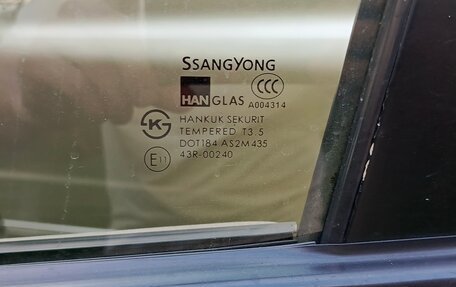 SSANGYONG
HANGLAS CCC
A004314
HANKUK SEKURIT
TEMPERED T3.5
DOT184 AS2M435
E11 43R-00240